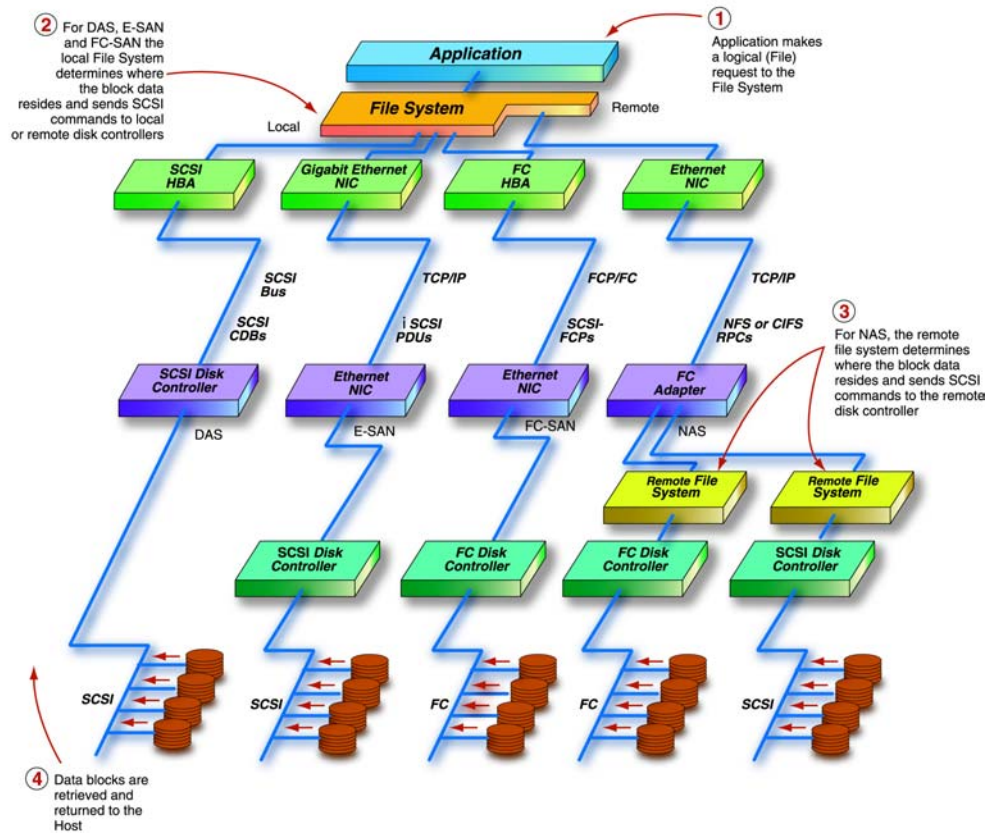 2
For DAS, E-SAN
and FC-SAN the
local File System
determines where
the block data
resides and sends SCSI
commands to local
or remote disk controllers
1
Application makes
a logical (File)
request to the
File System
Application
File System
Local
Remote
SCSI
HBA
Gigabit Ethernet
NIC
FC
HBA
Ethernet
NIC
SCSI
Bus
TCP/IP
FCP/FC
TCP/IP
SCSI
CDBs
i SCSI
PDUs
SCSI-
FCPs
NFS or CIFS
RPCs
3
For NAS, the remote
file system determines
where the block data
resides and sends SCSI
commands to the remote
disk controller
SCSI Disk
Controller
Ethernet
NIC
Ethernet
NIC
FC
Adapter
DAS
E-SAN
FC-SAN
NAS
Remote File
System
Remote File
System
SCSI Disk
Controller
FC Disk
Controller
FC Disk
Controller
SCSI Disk
Controller
SCSI
SCSI
FC
FC
SCSI
4
Data blocks are
retrieved and
returned to the
Host